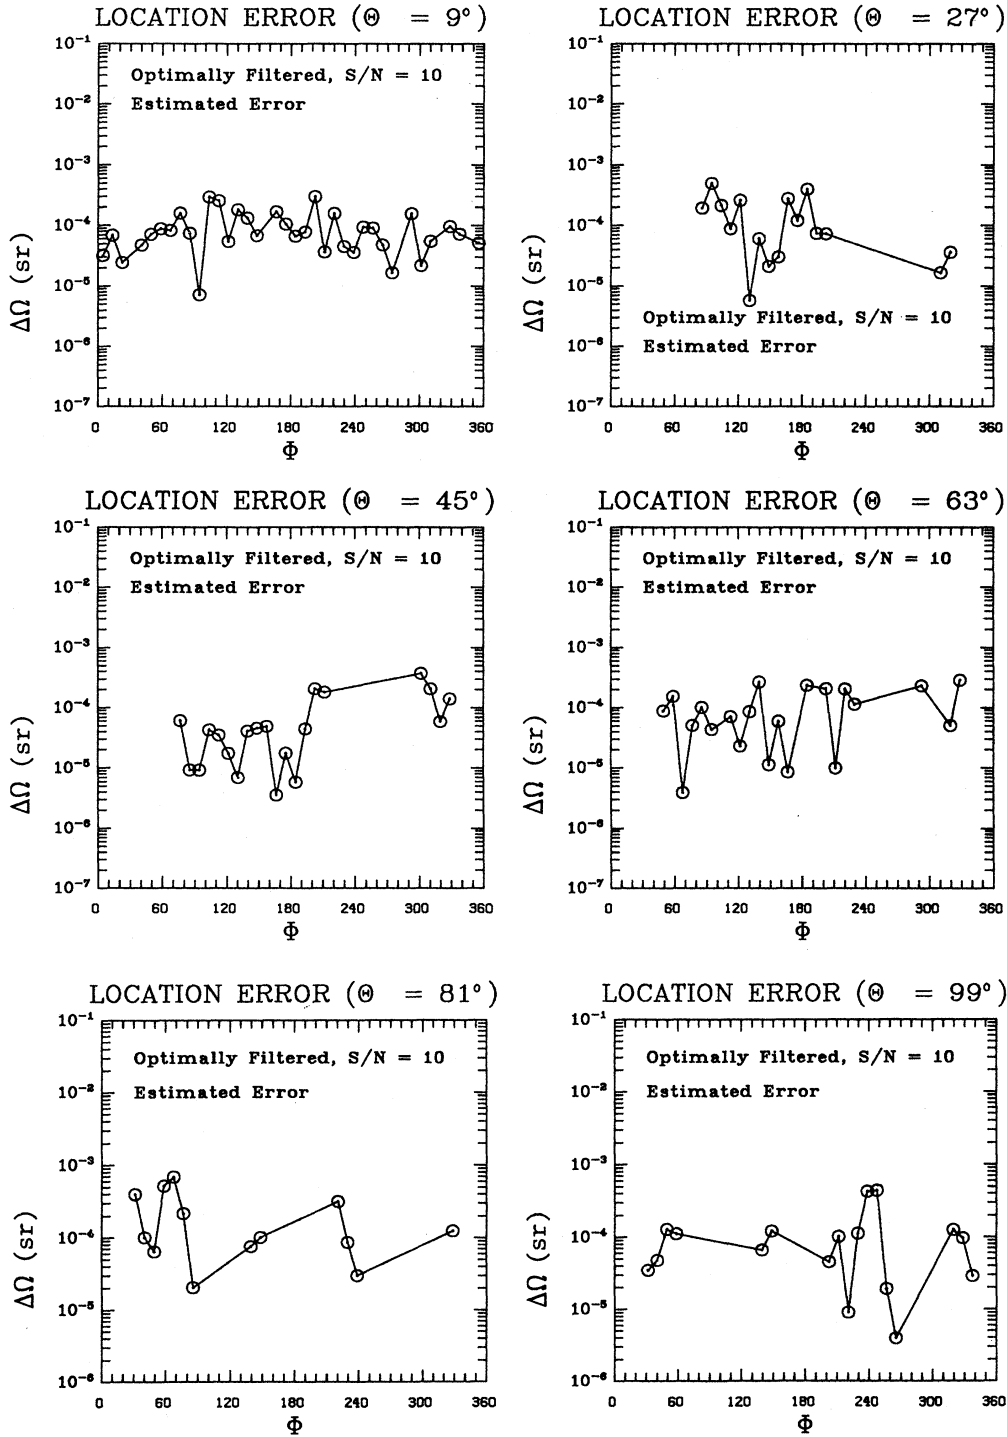 LOCATION ERROR (Θ = 9°)
10⁻¹
10⁻²
10⁻³
10⁻⁴
10⁻⁵
10⁻⁶
10⁻⁷
ΔΩ (sr)
Optimally Filtered, S/N = 10
Estimated Error
0 60 120 180 240 300 360
Φ
LOCATION ERROR (Θ = 27°)
10⁻¹
10⁻²
10⁻³
10⁻⁴
10⁻⁵
10⁻⁶
10⁻⁷
ΔΩ (sr)
Optimally Filtered, S/N = 10
Estimated Error
0 60 120 180 240 300 360
Φ
LOCATION ERROR (Θ = 45°)
10⁻¹
10⁻²
10⁻³
10⁻⁴
10⁻⁵
10⁻⁶
10⁻⁷
ΔΩ (sr)
Optimally Filtered, S/N = 10
Estimated Error
0 60 120 180 240 300 360
Φ
LOCATION ERROR (Θ = 63°)
10⁻¹
10⁻²
10⁻³
10⁻⁴
10⁻⁵
10⁻⁶
10⁻⁷
ΔΩ (sr)
Optimally Filtered, S/N = 10
Estimated Error
0 60 120 180 240 300 360
Φ
LOCATION ERROR (Θ = 81°)
10⁻¹
10⁻²
10⁻³
10⁻⁴
10⁻⁵
10⁻⁶
ΔΩ (sr)
Optimally Filtered, S/N = 10
Estimated Error
0 60 120 180 240 300 360
Φ
LOCATION ERROR (Θ = 99°)
10⁻¹
10⁻²
10⁻³
10⁻⁴
10⁻⁵
10⁻⁶
ΔΩ (sr)
Optimally Filtered, S/N = 10
Estimated Error
0 60 120 180 240 300 360
Φ